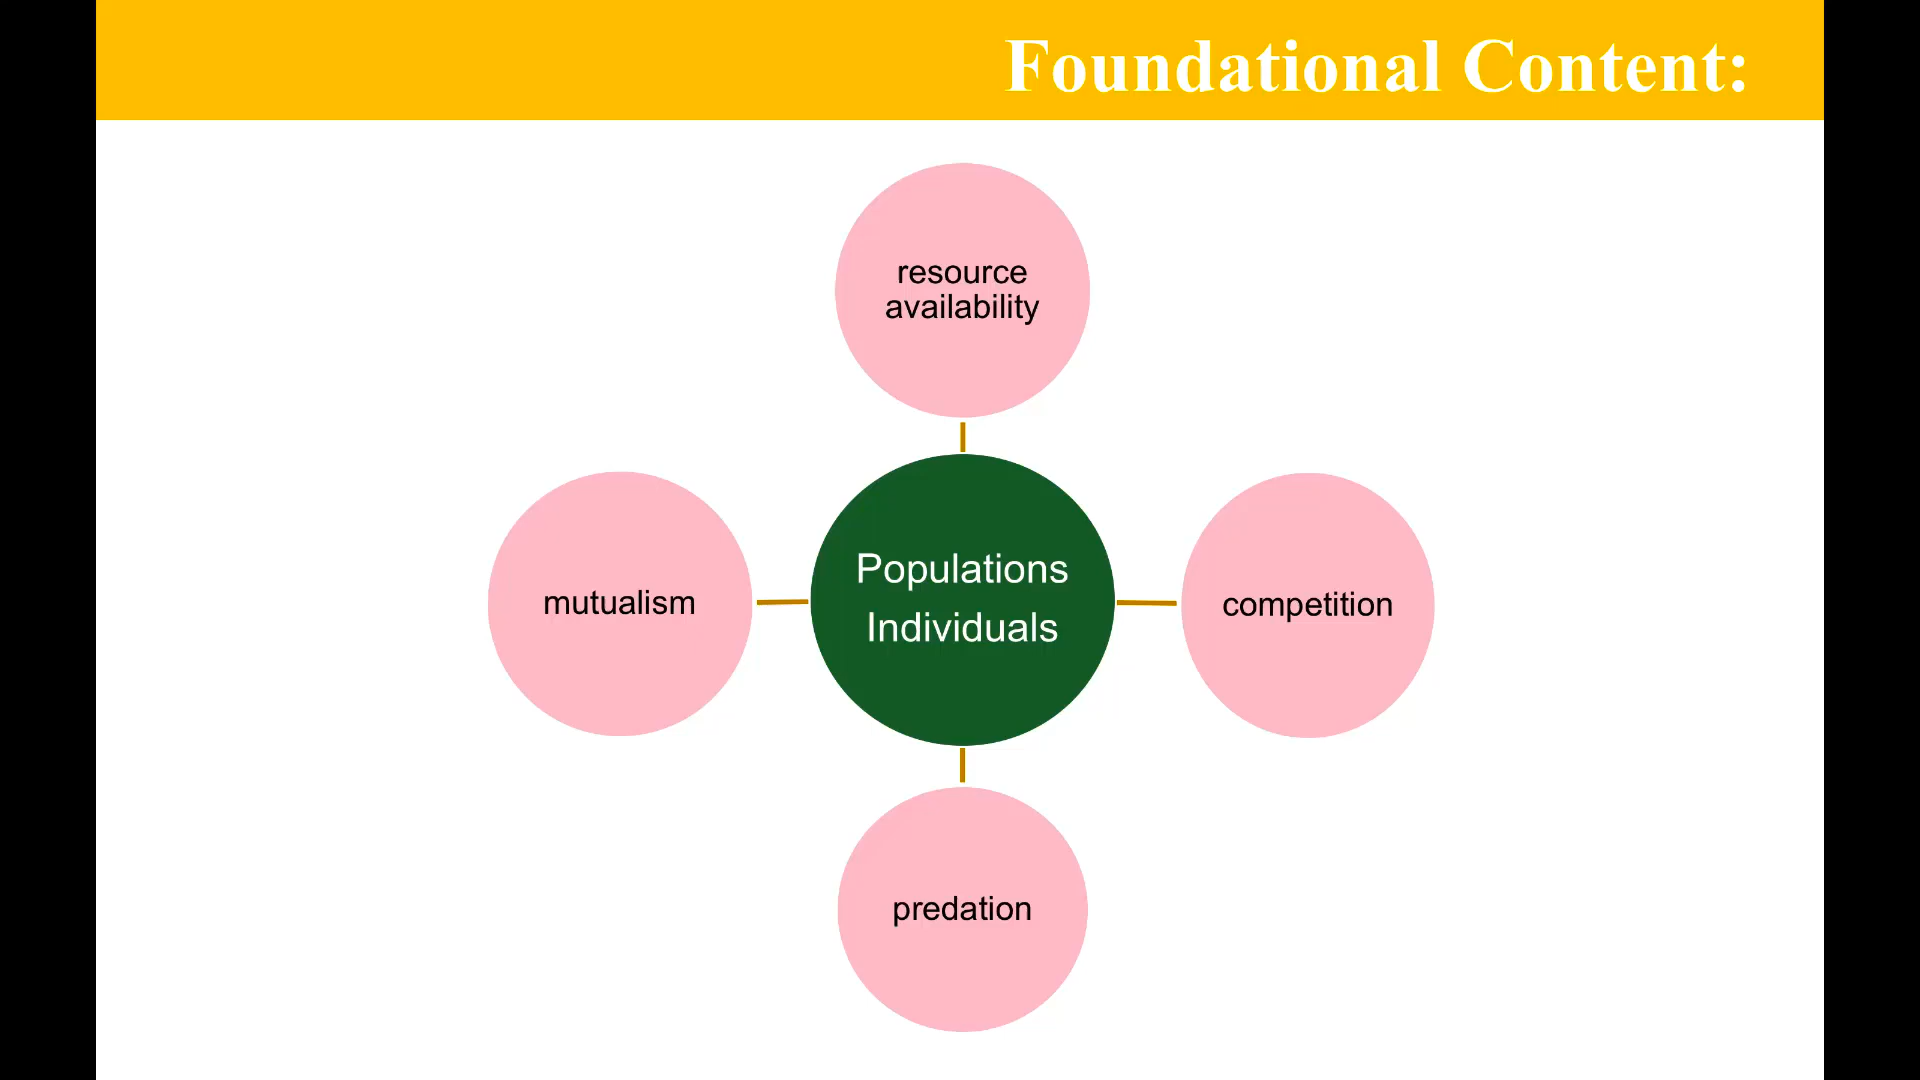 Foundational Content:
resource
availability
mutualism
Populations
Individuals
competition
predation